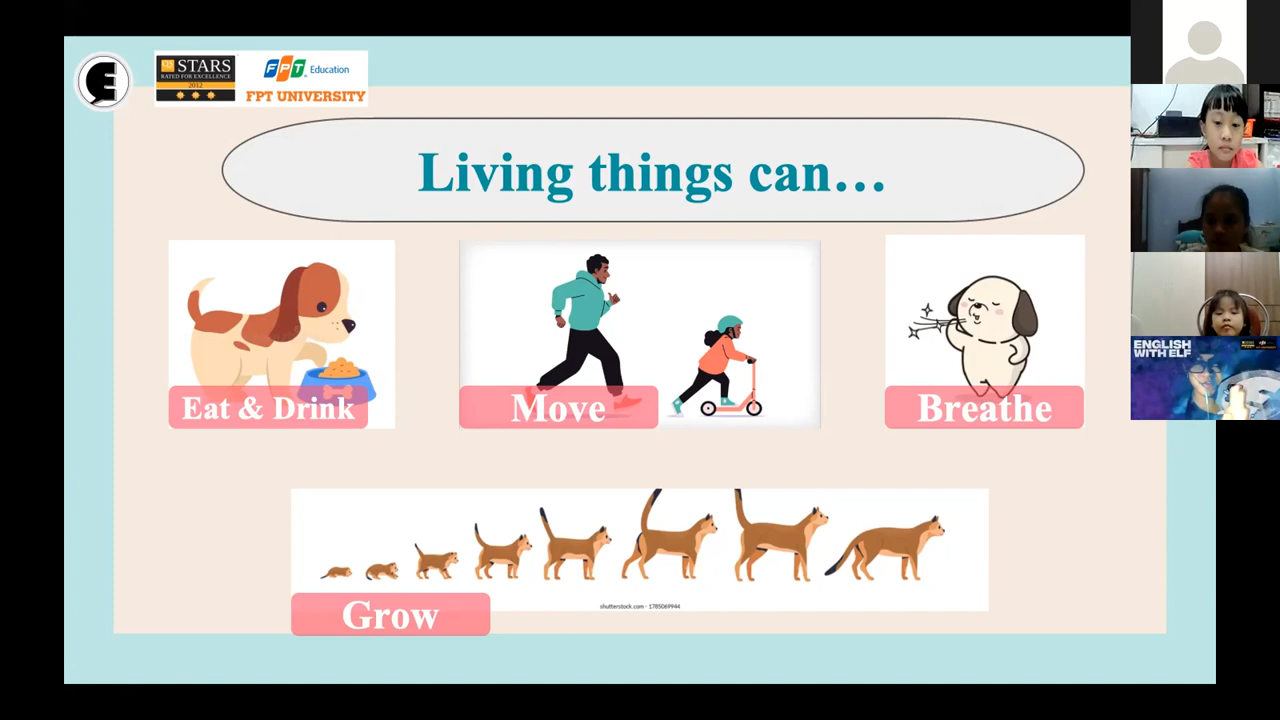 STARS
RATED FOR EXCELLENCE
2012
FPT Education
FPT UNIVERSITY
Living things can...
Eat & Drink
Move
Breathe
shutterstock.com · 1785069944
Grow
ENGLISH
WITH ELF